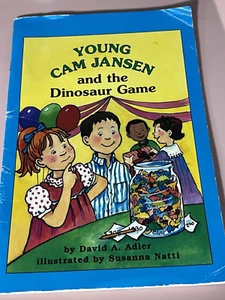 YOUNG
CAM JANSEN
and the
Dinosaur Game
by David A. Adler
illustrated by Susanna Natti